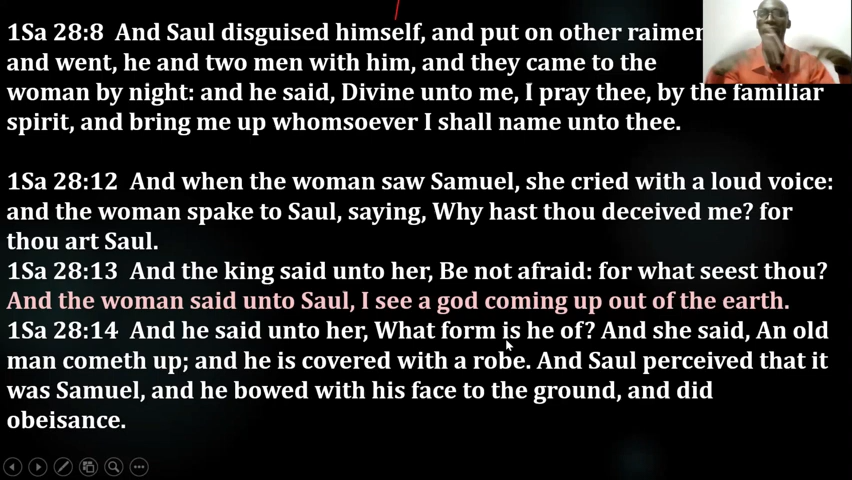 1Sa 28:8 And Saul disguised himself, and put on other
and went, he and two men with him, and they came to the
woman by night: and he said, Divine unto me, I pray thee, by the familiar
spirit, and bring me up whomsoever I shall name unto thee.
1Sa 28:12 And when the woman saw Samuel, she cried with a loud voice:
and the woman spake to Saul, saying, Why hast thou deceived me? for
thou art Saul.
1Sa 28:13 And the king said unto her, Be not afraid: for what seest thou?
And the woman said unto Saul, I see a god coming up out of the earth.
1Sa 28:14 And he said unto her, What form is he of? And she said, An old
man cometh up; and he is covered with a robe. And Saul perceived that it
was Samuel, and he bowed with his face to the ground, and did
obeisance.